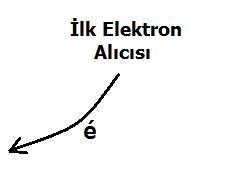 İlk Elektron
Alıcısı
é